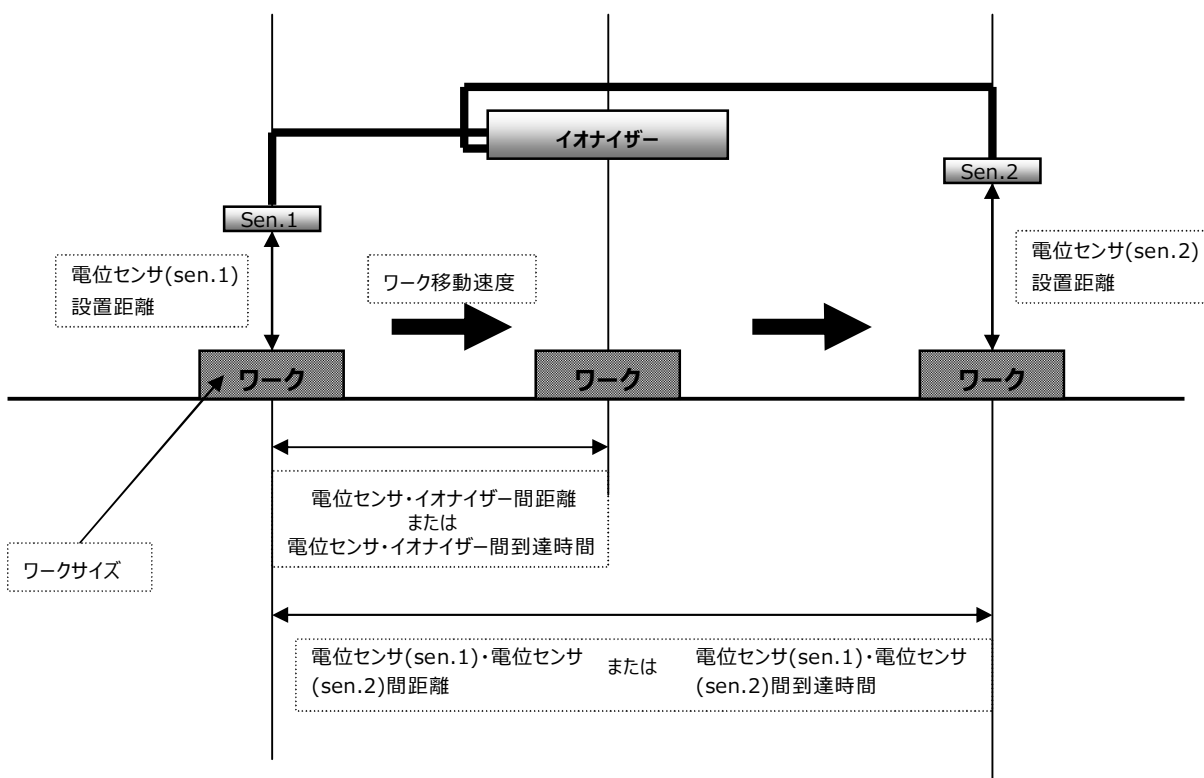 イオナイザー
Sen.1
Sen.2
電位センサ(sen.1)
設置距離
ワーク移動速度
電位センサ(sen.2)
設置距離
ワーク
ワーク
ワーク
電位センサ・イオナイザー間距離
または
電位センサ・イオナイザー間到達時間
ワークサイズ
電位センサ(sen.1)・電位センサ
(sen.2)間距離
または
電位センサ(sen.1)・電位センサ
(sen.2)間到達時間